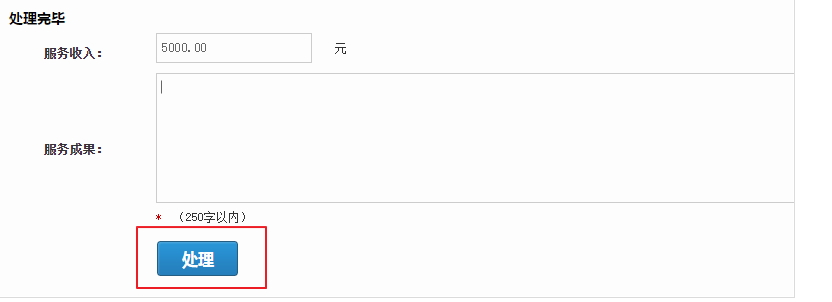 处理完毕
服务收入： 5000.00 元
服务成果：
* （250字以内）
处理